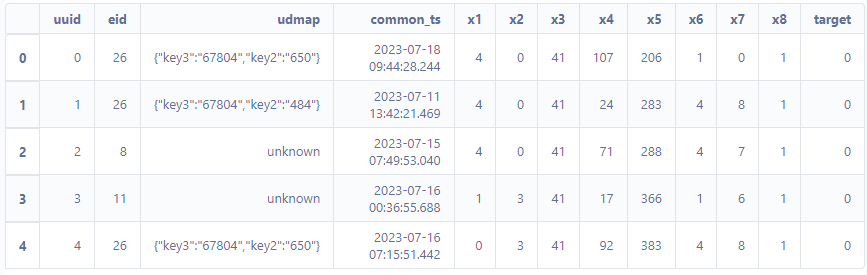 uuid eid udmap common_ts x1 x2 x3 x4 x5 x6 x7 x8 target
0 0 26 {"key3":"67804","key2":"650"} 2023-07-18 09:44:28.244 4 0 41 107 206 1 0 1 0
1 1 26 {"key3":"67804","key2":"484"} 2023-07-11 13:42:21.469 4 0 41 24 283 4 8 1 0
2 2 8 unknown 2023-07-15 07:49:53.040 4 0 41 71 288 4 7 1 0
3 3 11 unknown 2023-07-16 00:36:55.688 1 3 41 17 366 1 6 1 0
4 4 26 {"key3":"67804","key2":"650"} 2023-07-16 07:15:51.442 0 3 41 92 383 4 8 1 0